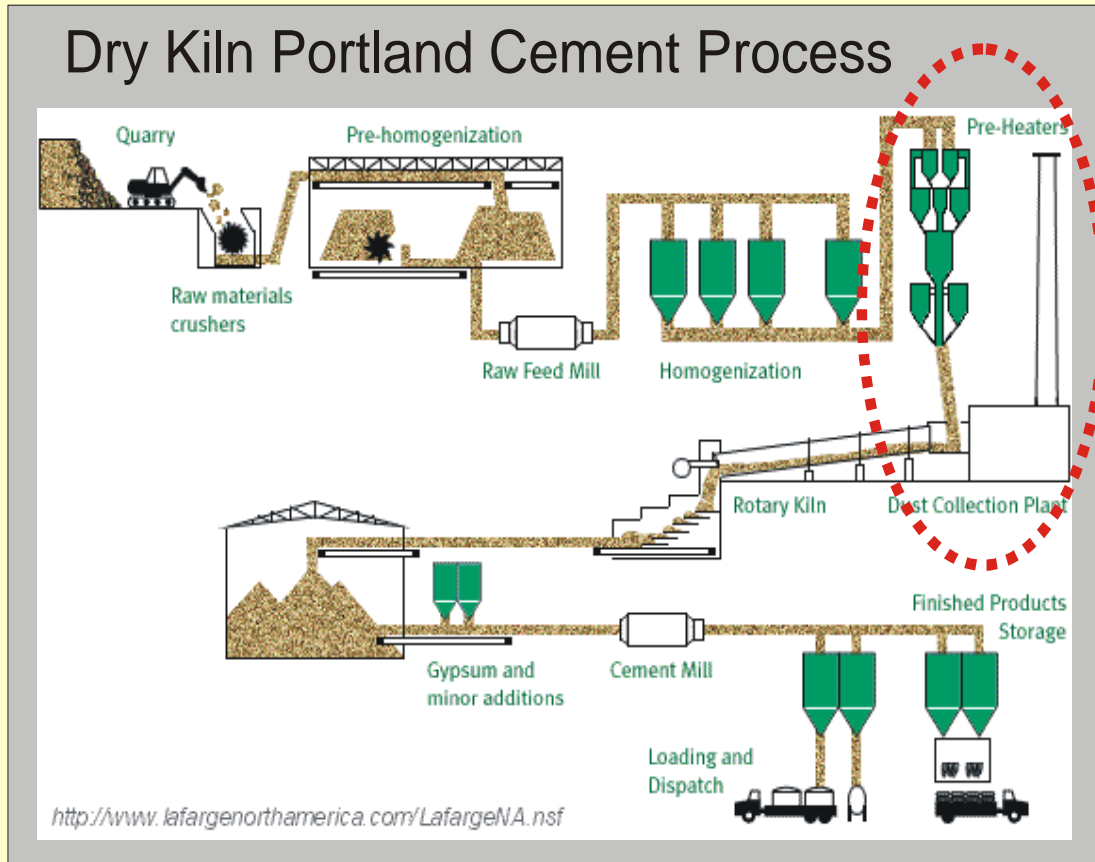 Dry Kiln Portland Cement Process
Quarry
Pre-homogenization
Pre-Heaters
Raw materials
crushers
Raw Feed Mill
Homogenization
Rotary Kiln
Dust Collection Plant
Gypsum and
minor additions
Cement Mill
Finished Products
Storage
Loading and
Dispatch
http://www.lafargenorthamerica.com/LafargeNA.nsf